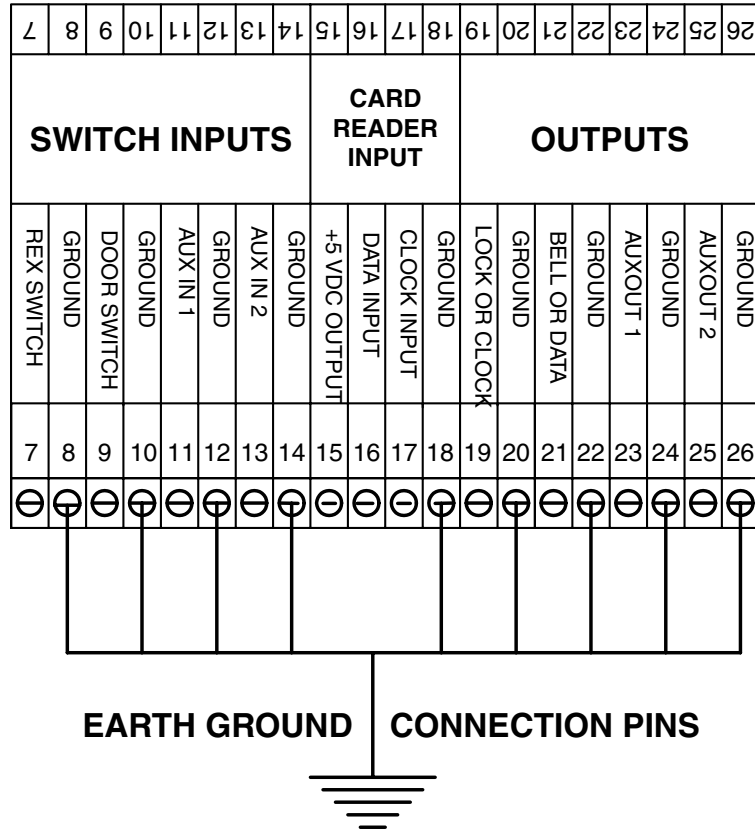 7 8 9 10 11 12 13 14 15 16 17 18 19 20 21 22 23 24 25 26
SWITCH INPUTS
CARD
READER
INPUT
OUTPUTS
REX SWITCH
GROUND
DOOR SWITCH
GROUND
AUX IN 1
GROUND
AUX IN 2
GROUND
+5 VDC OUTPUT
DATA INPUT
CLOCK INPUT
GROUND
LOCK OR CLOCK
GROUND
BELL OR DATA
GROUND
AUXOUT 1
GROUND
AUXOUT 2
GROUND
7 8 9 10 11 12 13 14 15 16 17 18 19 20 21 22 23 24 25 26
EARTH GROUND CONNECTION PINS